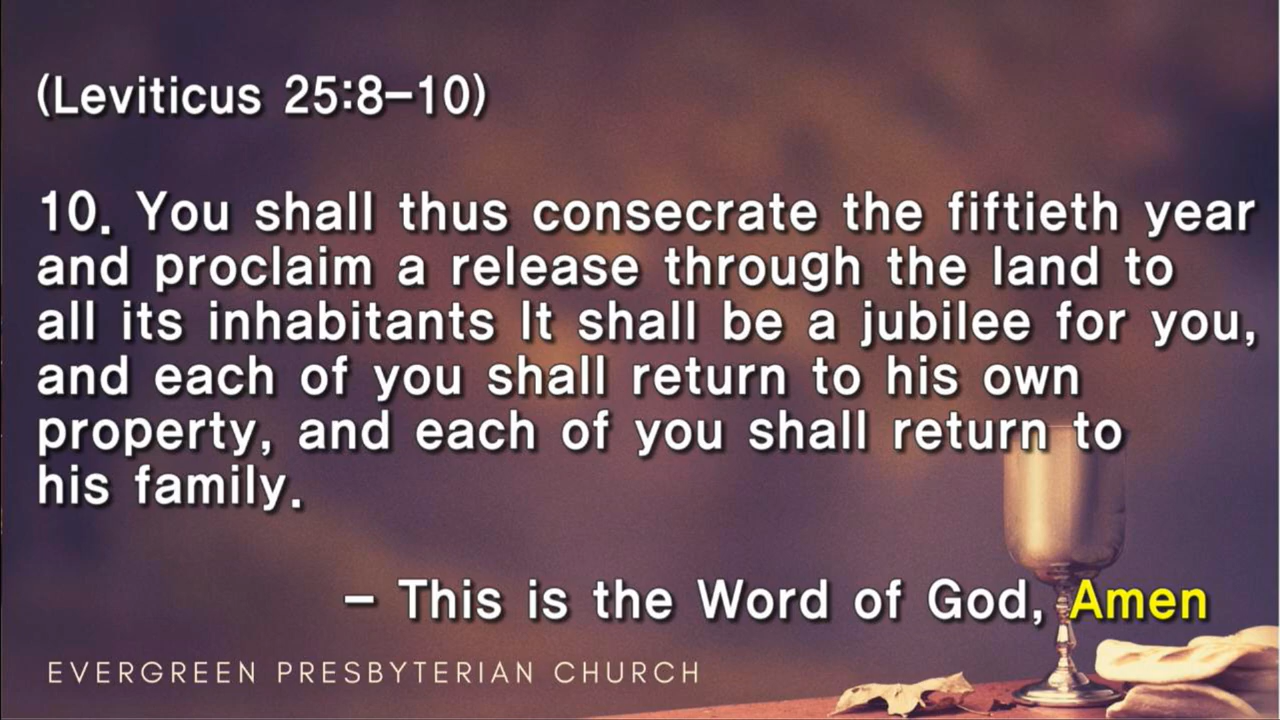 (Leviticus 25:8-10)
10. You shall thus consecrate the fiftieth year
and proclaim a release through the land to
all its inhabitants It shall be a jubilee for you,
and each of you shall return to his own
property, and each of you shall return to
his family.
- This is the Word of God, Amen
EVERGREEN PRESBYTERIAN CHURCH